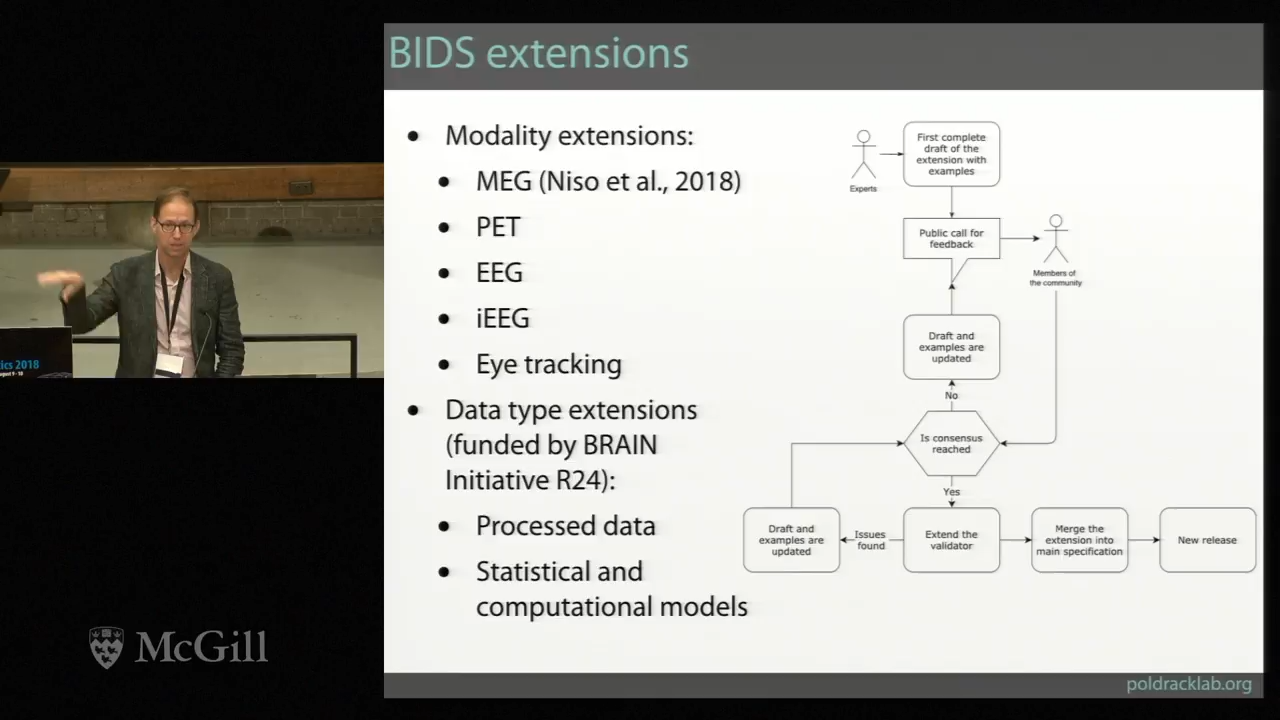 BIDS extensions
• Modality extensions:
• MEG (Niso et al., 2018)
• PET
• EEG
• iEEG
• Eye tracking
• Data type extensions
(funded by BRAIN
Initiative R24):
• Processed data
• Statistical and
computational models
Experts
First complete
draft of the
extension with
examples
Public call for
feedback
Members of
the community
Draft and
examples are
updated
No
Is consensus
reached
Yes
Draft and
examples are
updated
Issues
found
Extend the
validator
Merge the
extension into
main specification
New release
tics 2018
McGill
poldracklab.org